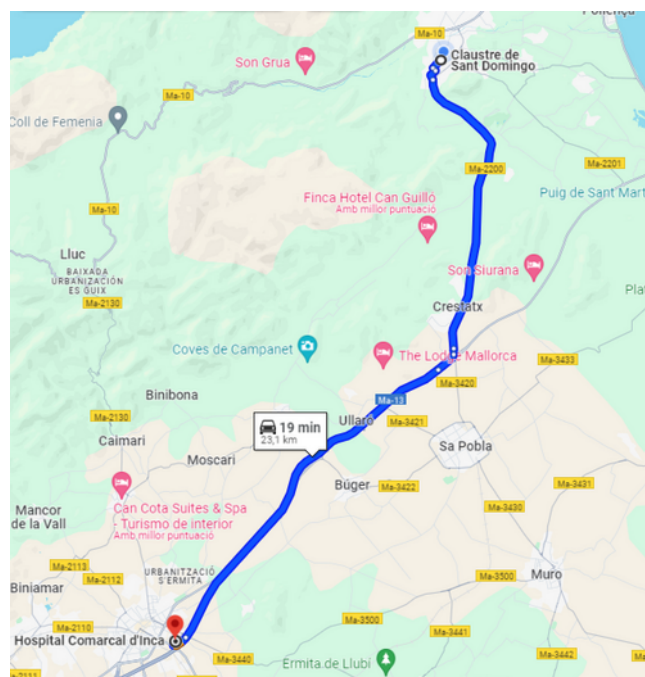 Pollença
Ma-10
Claustre de
Sant Domingo
Son Grua
Ma-10
Coll de Femenia
Ma-2200
Ma-2201
Finca Hotel Can Guilló
Amb millor puntuació
Puig de Sant Mart
Ma-10
Lluc
BAIXADA
URBANIZACIÓN
ES GUIX
Son Siurana
Ma-2130
Plat
Crestatx
Coves de Campanet
The Lodge Mallorca
Ma-3433
Ma-3420
Binibona
Ma-13
Ma-2130
Ullaró
Ma-3421
19 min
23,1 km
Caimari
Sa Pobla
Moscari
Ma-3431
Búger
Ma-3422
Can Cota Suites & Spa
- Turismo de interior
Amb millor puntuació
Mancor
de la Vall
Ma-3430
Ma-2113
Ma-2112
URBANITZACIÓ
S'ERMITA
Ma-3500
Muro
Biniamar
Ma-2110
Ma-3500
Hospital Comarcal d'Inca
Ma-3441
Ma-3440
Ma-3442
Ermita de Llubí
Ma-2111